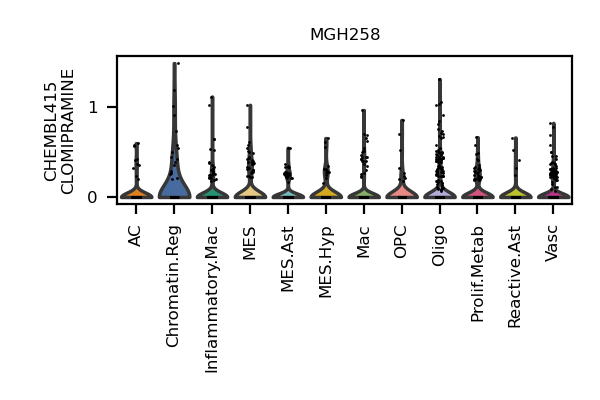 MGH258
CHEMBL415
CLOMIPRAMINE
1
0
AC
Chromatin.Reg
Inflammatory.Mac
MES
MES.Ast
MES.Hyp
Mac
OPC
Oligo
Prolif.Metab
Reactive.Ast
Vasc